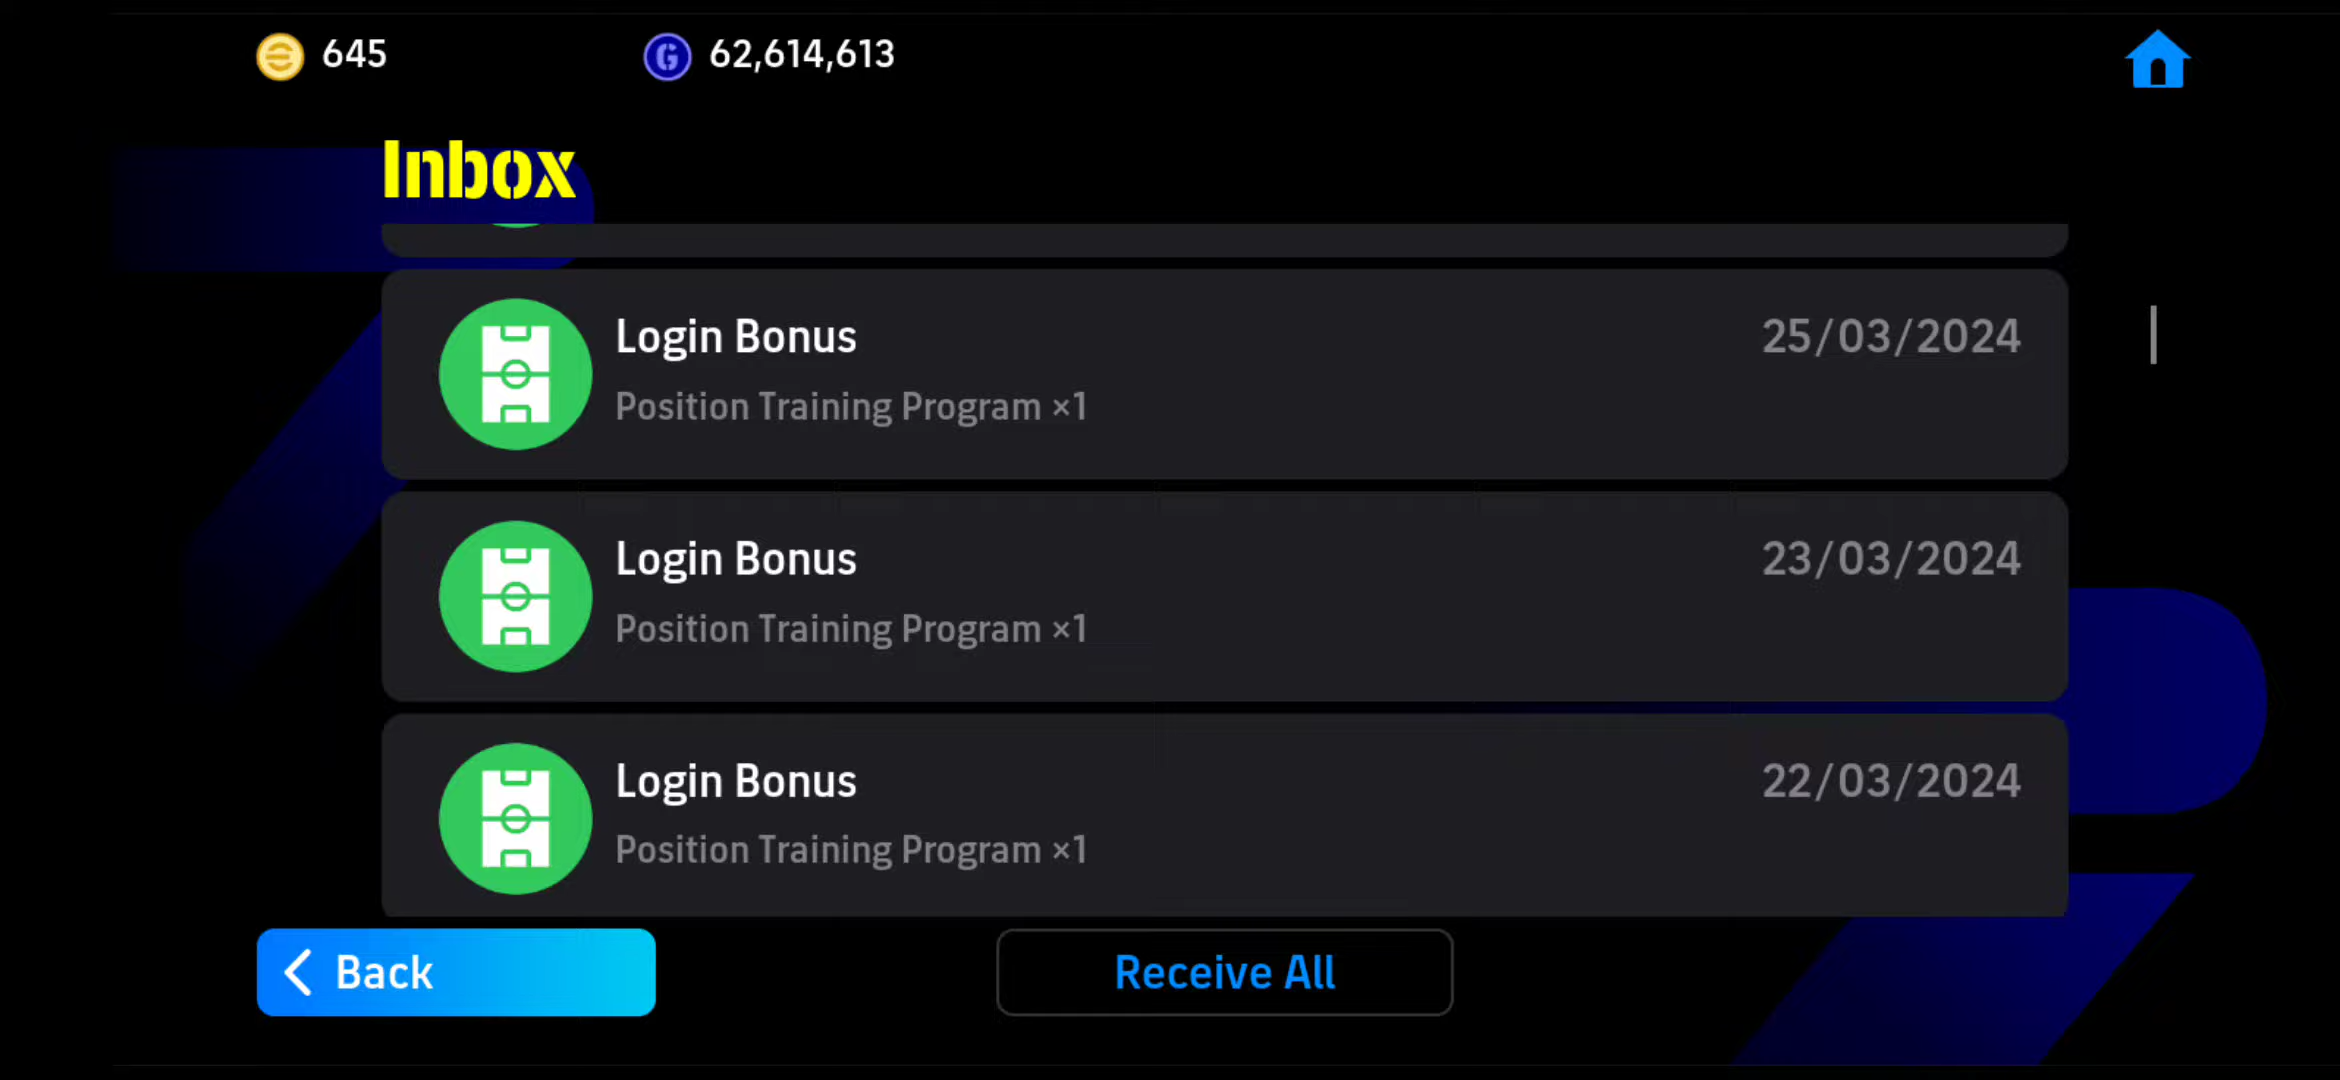 645
62,614,613
Inbox
Login Bonus
25/03/2024
Position Training Program ×1
Login Bonus
23/03/2024
Position Training Program ×1
Login Bonus
22/03/2024
Position Training Program ×1
Back
Receive All